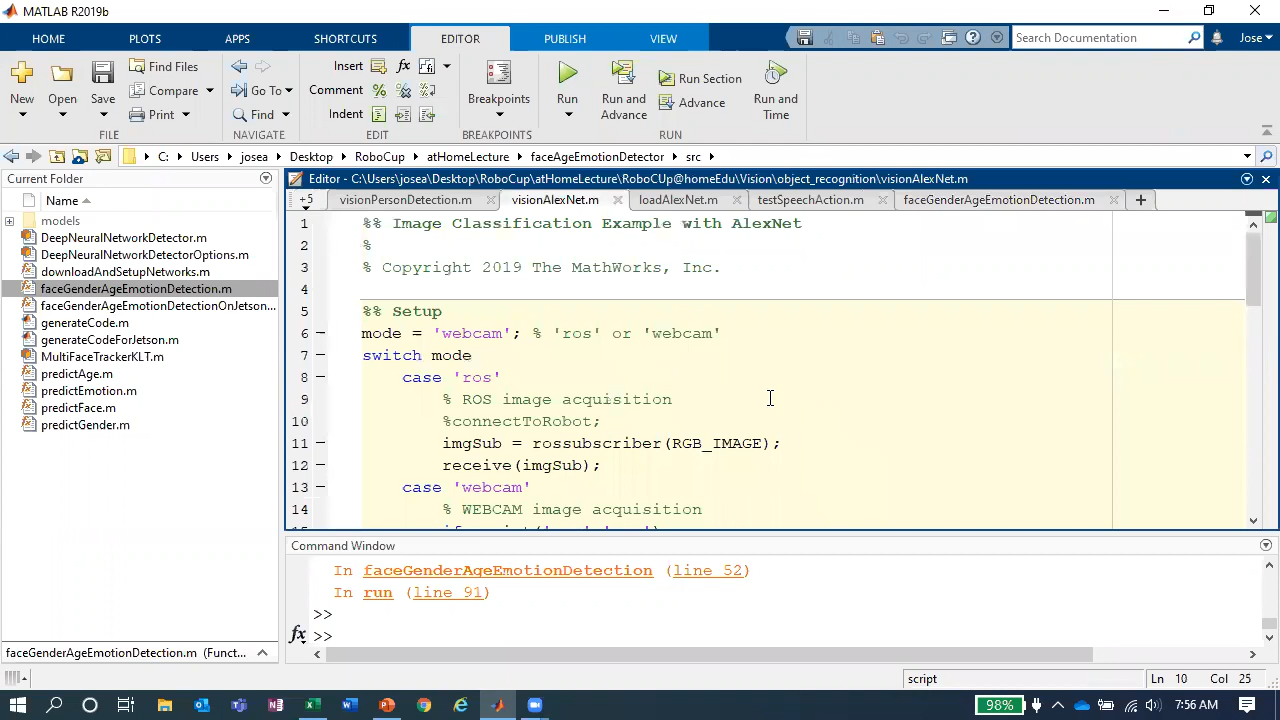 MATLAB R2019b
HOME PLOTS APPS SHORTCUTS EDITOR PUBLISH VIEW Search Documentation Jose
New Open Save Find Files Compare Print Go To Find Insert Comment Indent fx Breakpoints Run Run and Advance Run Section Advance Run and Time
FILE NAVIGATE EDIT BREAKPOINTS RUN
C: Users josea Desktop RoboCup atHomeLecture faceAgeEmotionDetector src
Current Folder
Name
models
DeepNeuralNetworkDetector.m
DeepNeuralNetworkDetectorOptions.m
downloadAndSetupNetworks.m
faceGenderAgeEmotionDetection.m
faceGenderAgeEmotionDetectionOnJetson...
generateCode.m
generateCodeForJetson.m
MultiFaceTrackerKLT.m
predictAge.m
predictEmotion.m
predictFace.m
predictGender.m
faceGenderAgeEmotionDetection.m (Funct...
Editor - C:\Users\josea\Desktop\RoboCup\atHomeLecture\RoboCUp@homeEdu\Vision\object_recognition\visionAlexNet.m
+5 visionPersonDetection.m visionAlexNet.m loadAlexNet.m testSpeechAction.m faceGenderAgeEmotionDetection.m
1 %% Image Classification Example with AlexNet
2 %
3 % Copyright 2019 The MathWorks, Inc.
4
5 %% Setup
6 mode = 'webcam'; % 'ros' or 'webcam'
7 switch mode
8 case 'ros'
9 % ROS image acquisition
10 %connectToRobot;
11 imgSub = rossubscriber(RGB_IMAGE);
12 receive(imgSub);
13 case 'webcam'
14 % WEBCAM image acquisition
Command Window
In faceGenderAgeEmotionDetection (line 52)
In run (line 91)
>>
fx >>
script Ln 10 Col 25
98% 7:56 AM